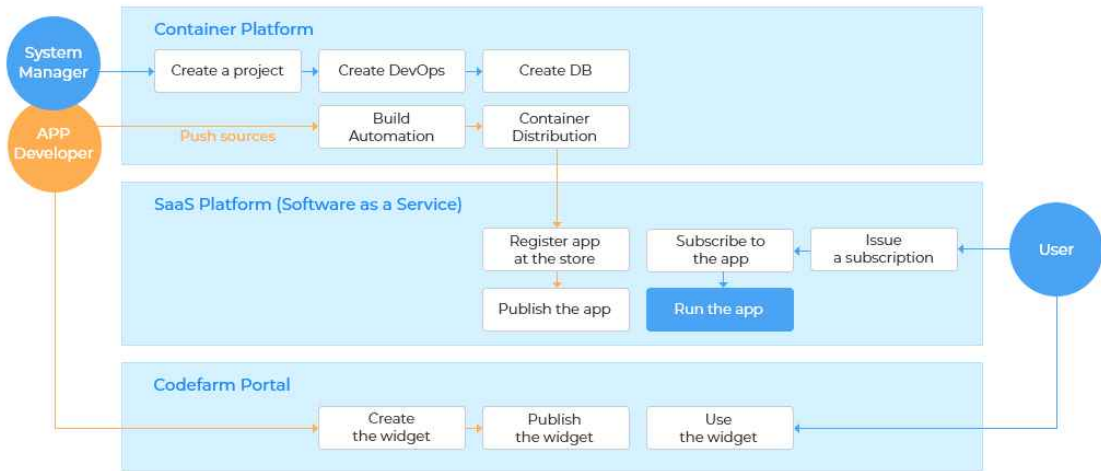 Container Platform
System
Manager
Create a project
Create DevOps
Create DB
APP
Developer
Push sources
Build
Automation
Container
Distribution
SaaS Platform (Software as a Service)
Register app
at the store
Subscribe to
the app
Issue
a subscription
User
Publish the app
Run the app
Codefarm Portal
Create
the widget
Publish
the widget
Use
the widget